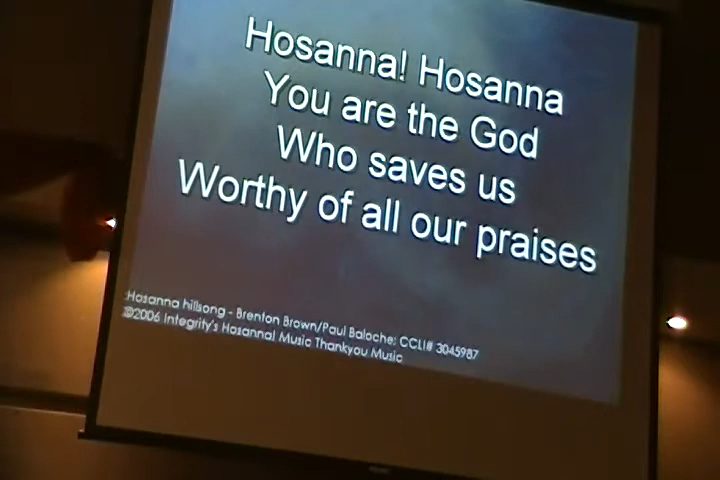 Hosanna! Hosanna
You are the God
Who saves us
Worthy of all our praises
Hosanna hillsong - Brenton Brown/Paul Baloche; CCLI# 3045987
©2006 Integrity's Hosanna! Music Thankyou Music